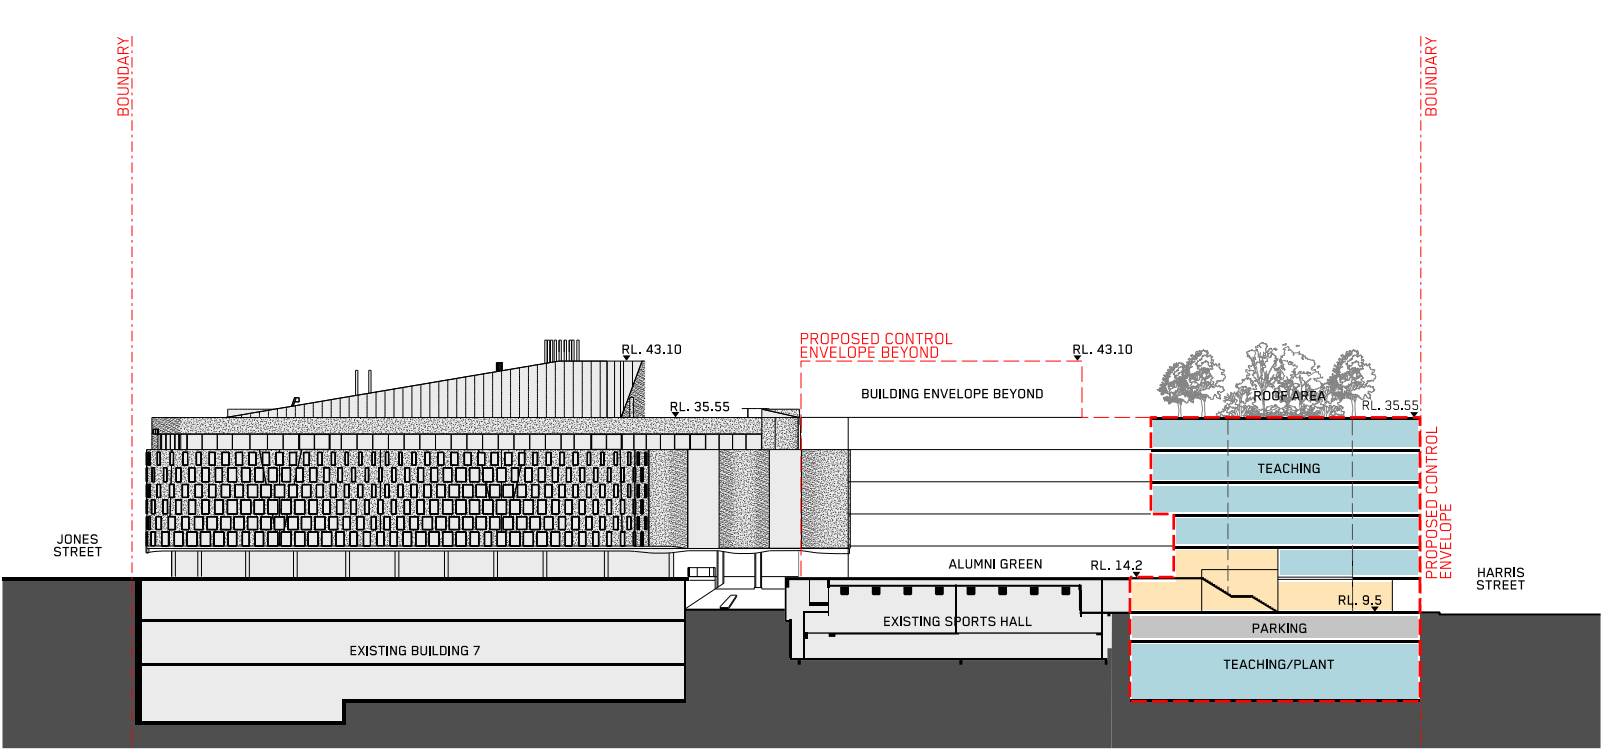 BOUNDARY
BOUNDARY
PROPOSED CONTROL
ENVELOPE BEYOND
RL. 43.10
RL. 43.10
BUILDING ENVELOPE BEYOND
ROOF AREA
RL. 35.55
RL. 35.55
TEACHING
PROPOSED CONTROL
ENVELOPE
JONES
STREET
ALUMNI GREEN
RL. 14.2
HARRIS
STREET
RL. 9.5
EXISTING SPORTS HALL
PARKING
EXISTING BUILDING 7
TEACHING/PLANT